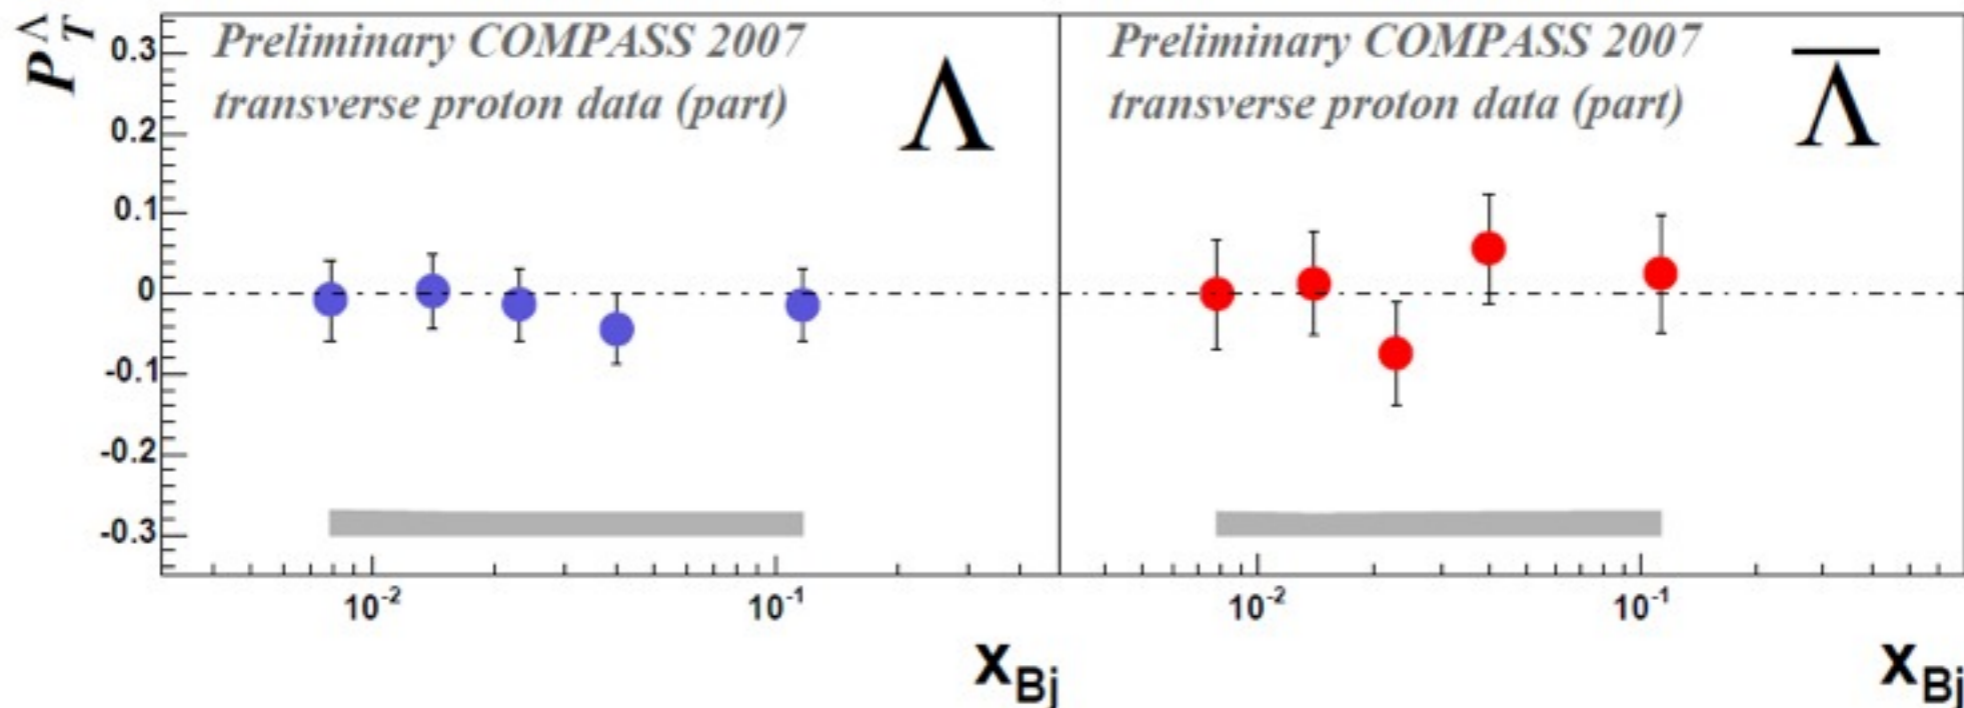 P_T^Λ
Preliminary COMPASS 2007
transverse proton data (part)
Λ
Preliminary COMPASS 2007
transverse proton data (part)
Λ̅
0.3
0.2
0.1
0
-0.1
-0.2
-0.3
10⁻² 10⁻¹
10⁻² 10⁻¹
x_Bj
x_Bj